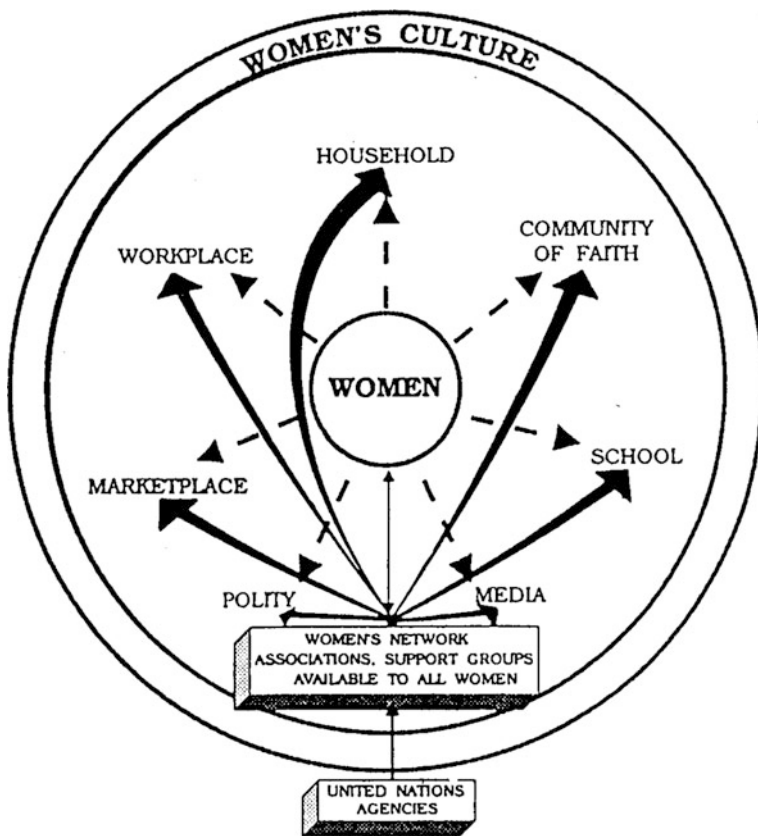 WOMEN'S CULTURE
HOUSEHOLD
COMMUNITY
OF FAITH
WORKPLACE
WOMEN
SCHOOL
MARKETPLACE
POLITY
MEDIA
WOMEN'S NETWORK
ASSOCIATIONS, SUPPORT GROUPS
AVAILABLE TO ALL WOMEN
UNITED NATIONS
AGENCIES